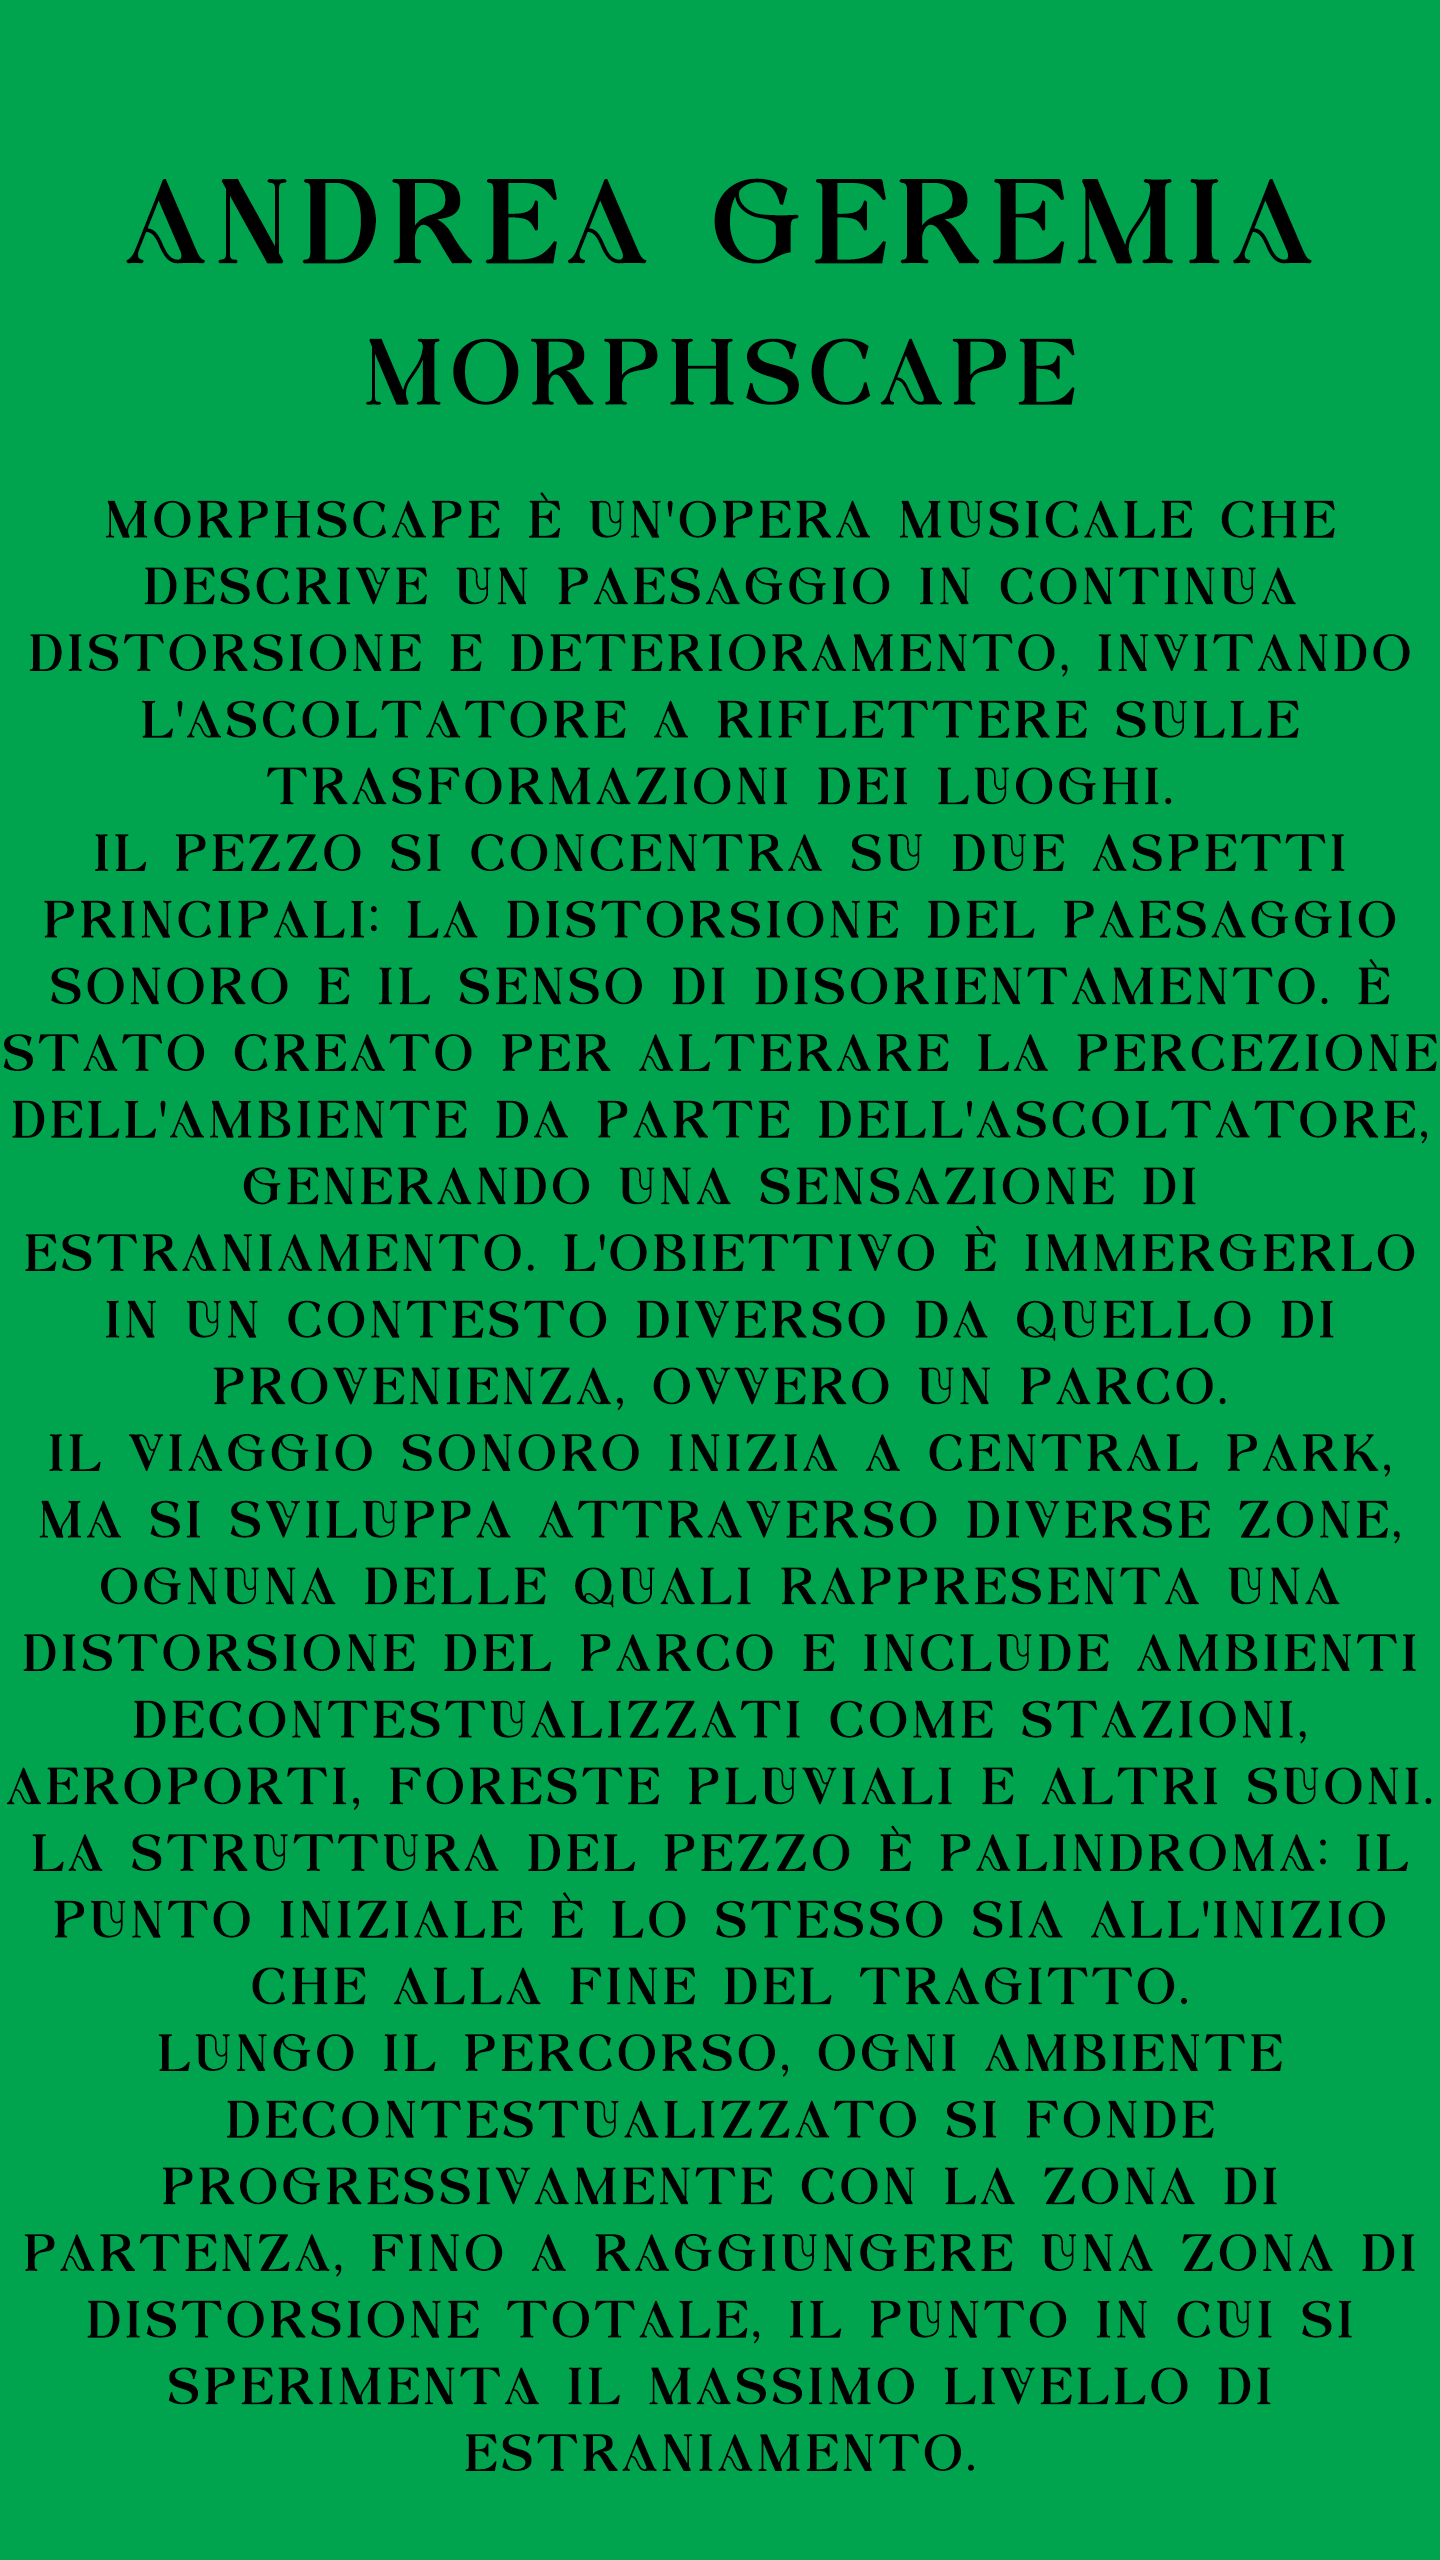 ANDREA GEREMIA
MORPHSCAPE
MORPHSCAPE È UN'OPERA MUSICALE CHE
DESCRIVE UN PAESAGGIO IN CONTINUA
DISTORSIONE E DETERIORAMENTO, INVITANDO
L'ASCOLTATORE A RIFLETTERE SULLE
TRASFORMAZIONI DEI LUOGHI.
IL PEZZO SI CONCENTRA SU DUE ASPETTI
PRINCIPALI: LA DISTORSIONE DEL PAESAGGIO
SONORO E IL SENSO DI DISORIENTAMENTO. È
STATO CREATO PER ALTERARE LA PERCEZIONE
DELL'AMBIENTE DA PARTE DELL'ASCOLTATORE,
GENERANDO UNA SENSAZIONE DI
ESTRANIAMENTO. L'OBIETTIVO È IMMERGERLO
IN UN CONTESTO DIVERSO DA QUELLO DI
PROVENIENZA, OVVERO UN PARCO.
IL VIAGGIO SONORO INIZIA A CENTRAL PARK,
MA SI SVILUPPA ATTRAVERSO DIVERSE ZONE,
OGNUNA DELLE QUALI RAPPRESENTA UNA
DISTORSIONE DEL PARCO E INCLUDE AMBIENTI
DECONTESTUALIZZATI COME STAZIONI,
AEROPORTI, FORESTE PLUVIALI E ALTRI SUONI.
LA STRUTTURA DEL PEZZO È PALINDROMA: IL
PUNTO INIZIALE È LO STESSO SIA ALL'INIZIO
CHE ALLA FINE DEL TRAGITTO.
LUNGO IL PERCORSO, OGNI AMBIENTE
DECONTESTUALIZZATO SI FONDE
PROGRESSIVAMENTE CON LA ZONA DI
PARTENZA, FINO A RAGGIUNGERE UNA ZONA DI
DISTORSIONE TOTALE, IL PUNTO IN CUI SI
SPERIMENTA IL MASSIMO LIVELLO DI
ESTRANIAMENTO.